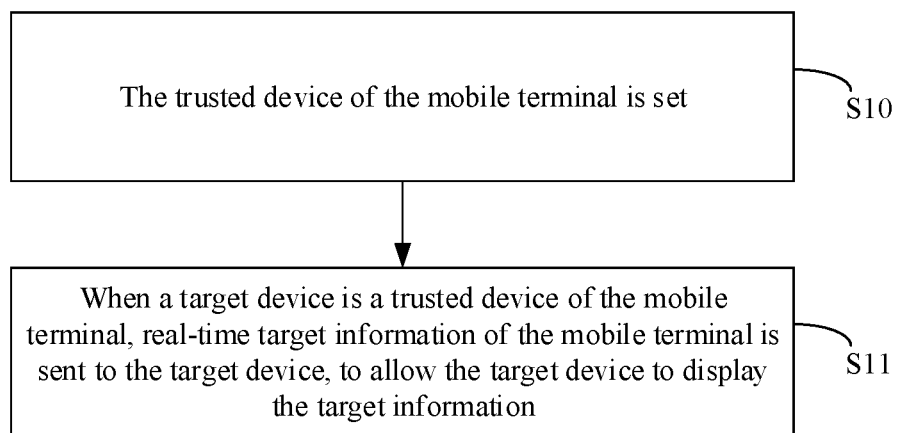 The trusted device of the mobile terminal is set
S10
When a target device is a trusted device of the mobile
terminal, real-time target information of the mobile terminal is
sent to the target device, to allow the target device to display
the target information
S11